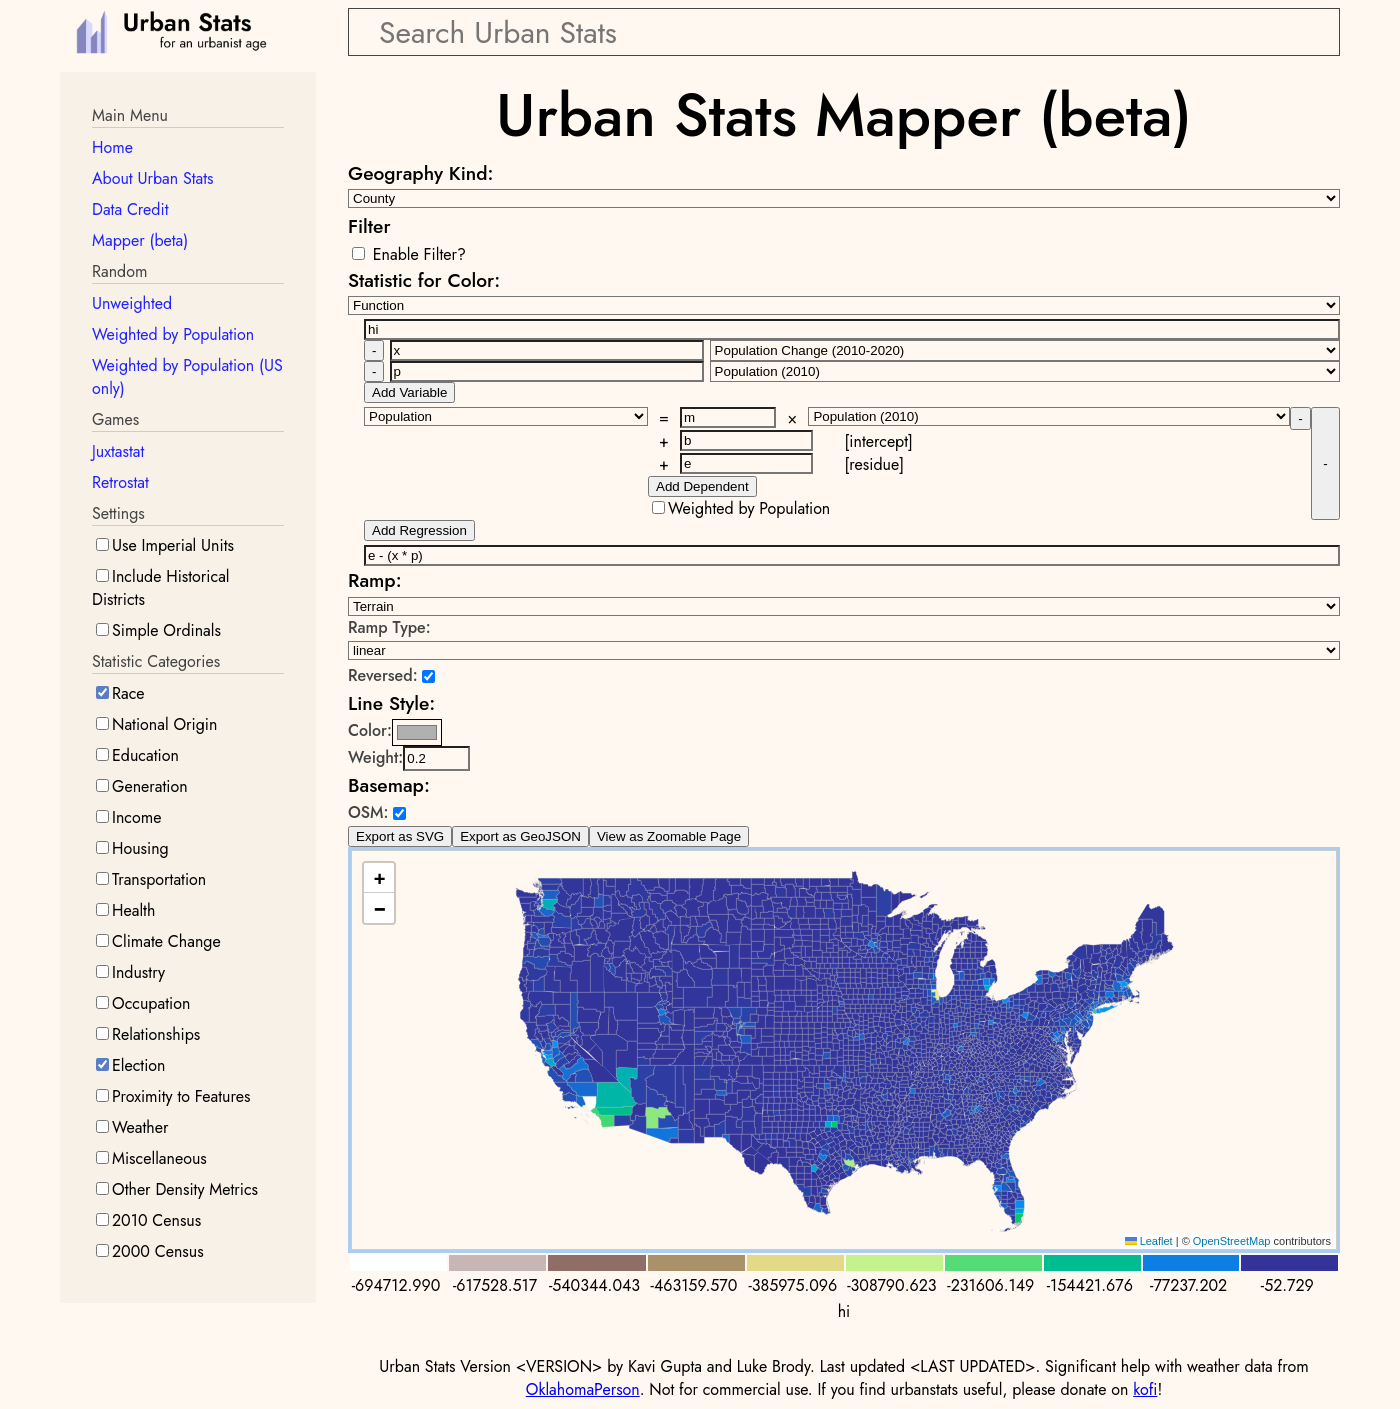 Urban Stats
for an urbanist age
Search Urban Stats
Main Menu
Home
About Urban Stats
Data Credit
Mapper (beta)
Random
Unweighted
Weighted by Population
Weighted by Population (US
only)
Games
Juxtastat
Retrostat
Settings
Use Imperial Units
Include Historical
Districts
Simple Ordinals
Statistic Categories
Race
National Origin
Education
Generation
Income
Housing
Transportation
Health
Climate Change
Industry
Occupation
Relationships
Election
Proximity to Features
Weather
Miscellaneous
Other Density Metrics
2010 Census
2000 Census
Urban Stats Mapper (beta)
Geography Kind:
County
Filter
Enable Filter?
Statistic for Color:
Function
hi
- x Population Change (2010-2020)
- p Population (2010)
Add Variable
Population = m × Population (2010) - -
+ b [intercept]
+ e [residue]
Add Dependent
Weighted by Population
Add Regression
e - (x * p)
Ramp:
Terrain
Ramp Type:
linear
Reversed:
Line Style:
Color:
Weight: 0.2
Basemap:
OSM:
Export as SVG Export as GeoJSON View as Zoomable Page
+
−
Leaflet | © OpenStreetMap contributors
-694712.990 -617528.517 -540344.043 -463159.570 -385975.096 -308790.623 -231606.149 -154421.676 -77237.202 -52.729
hi
Urban Stats Version <VERSION> by Kavi Gupta and Luke Brody. Last updated <LAST UPDATED>. Significant help with weather data from
OklahomaPerson. Not for commercial use. If you find urbanstats useful, please donate on kofi!